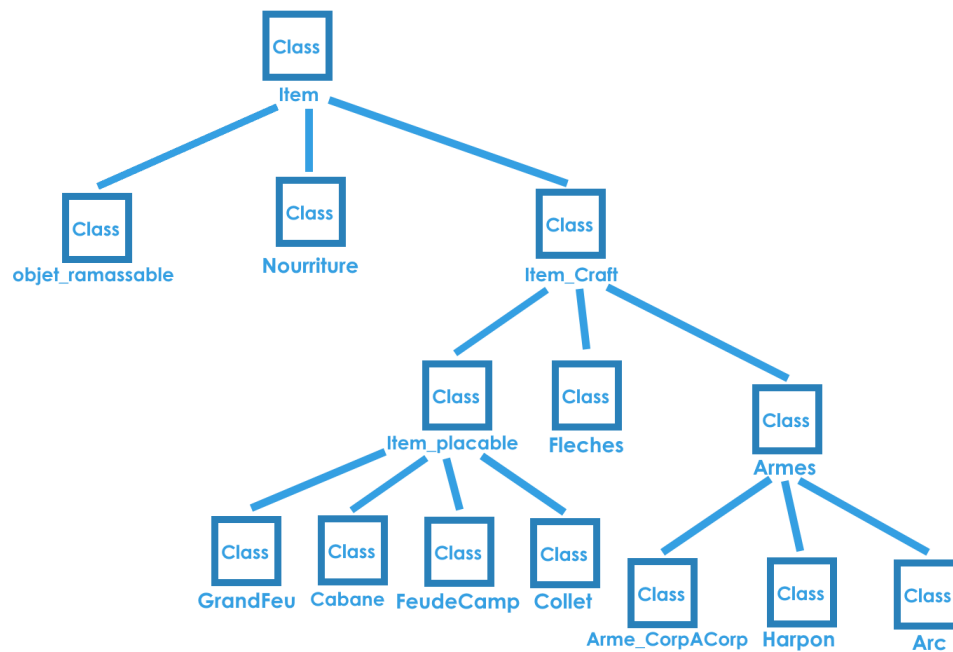 Class
Item
Class
objet_ramassable
Class
Nourriture
Class
Item_Craft
Class
Item_placable
Class
Fleches
Class
Armes
Class
GrandFeu
Class
Cabane
Class
FeudeCamp
Class
Collet
Class
Arme_CorpACorp
Class
Harpon
Class
Arc